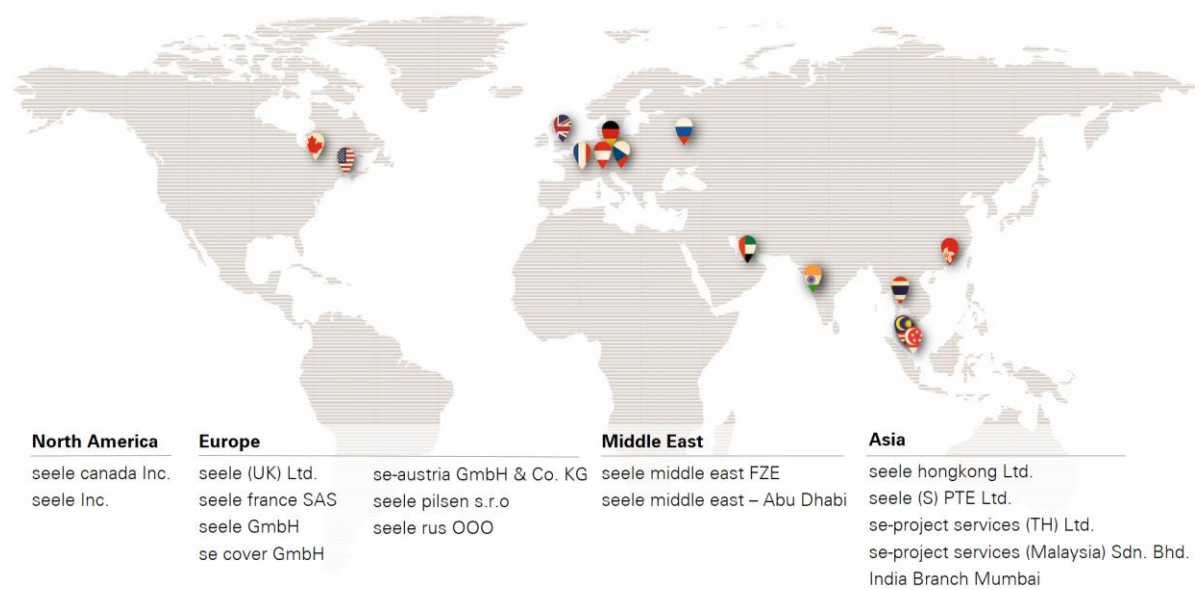 North America
seele canada Inc.
seele Inc.
Europe
seele (UK) Ltd.
seele france SAS
seele GmbH
se cover GmbH
se-austria GmbH & Co. KG
seele pilsen s.r.o
seele rus OOO
Middle East
seele middle east FZE
seele middle east – Abu Dhabi
Asia
seele hongkong Ltd.
seele (S) PTE Ltd.
se-project services (TH) Ltd.
se-project services (Malaysia) Sdn. Bhd.
India Branch Mumbai